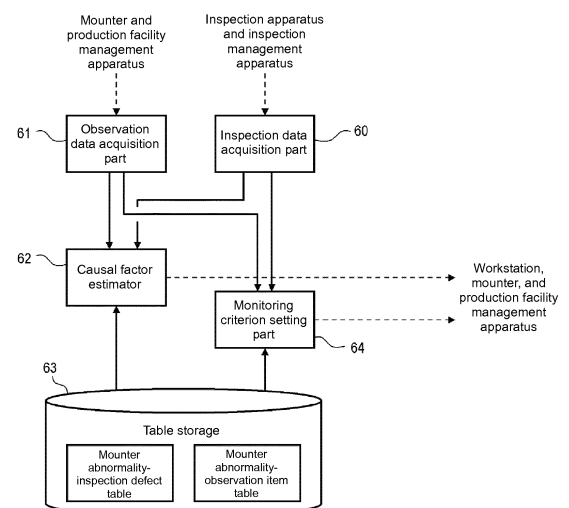 Mounter and
production facility
management
apparatus
Inspection apparatus
and inspection
management
apparatus
61
Observation
data acquisition
part
Inspection data
acquisition part
60
62
Causal factor
estimator
Monitoring
criterion setting
part
64
Workstation,
mounter, and
production facility
management
apparatus
63
Table storage
Mounter
abnormality-
inspection defect
table
Mounter
abnormality-
observation item
table